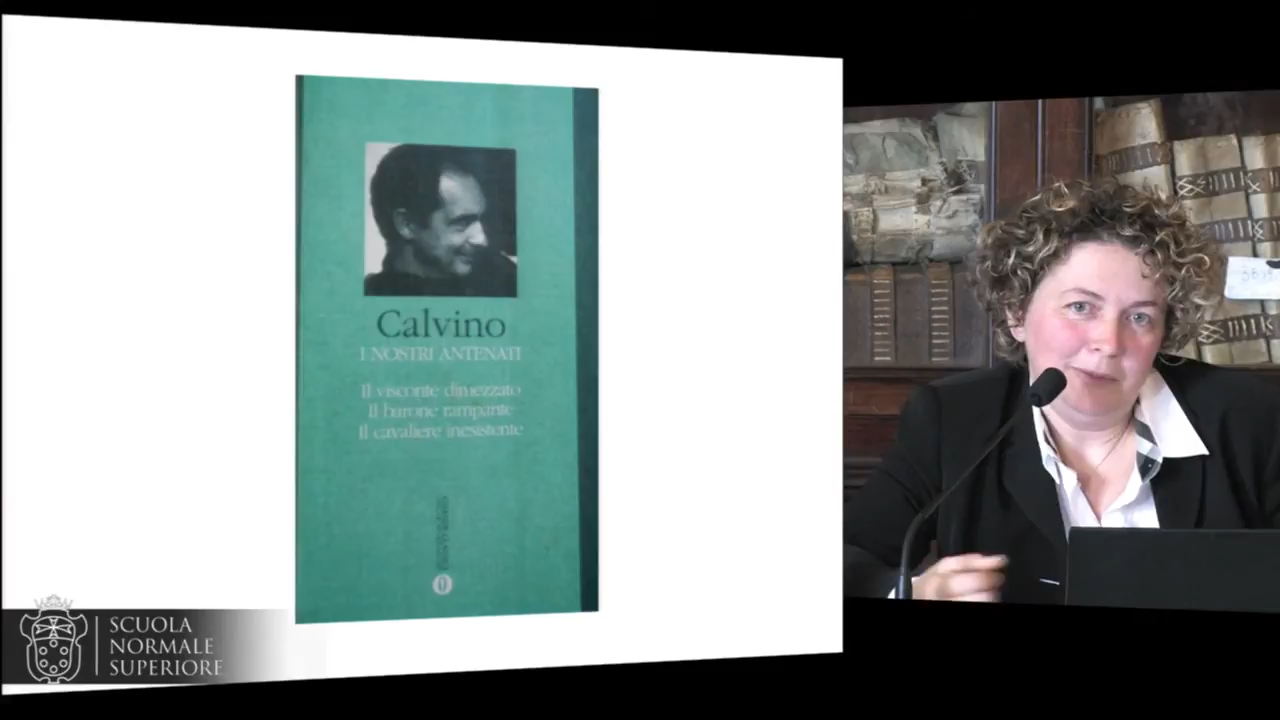 Calvino
I NOSTRI ANTENATI
Il visconte dimezzato
Il barone rampante
Il cavaliere inesistente
SCUOLA
NORMALE
SUPERIORE